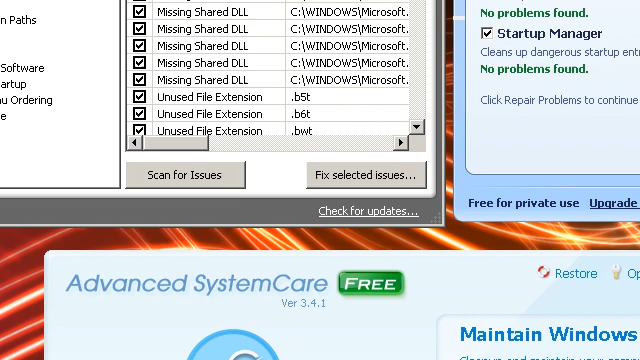 n Paths
Software
artup
nu Ordering
e
Missing Shared DLL C:\WINDOWS\Microsoft.
Missing Shared DLL C:\WINDOWS\Microsoft.
Missing Shared DLL C:\WINDOWS\Microsoft.
Missing Shared DLL C:\WINDOWS\Microsoft.
Missing Shared DLL C:\WINDOWS\Microsoft.
Unused File Extension .b5t
Unused File Extension .b6t
Unused File Extension .bwt
Scan for Issues
Fix selected issues...
Check for updates...
No problems found.
Startup Manager
Cleans up dangerous startup entr
No problems found.
Click Repair Problems to continue
Free for private use Upgrade
Advanced SystemCare FREE
Ver 3.4.1
Restore Op
Maintain Windows